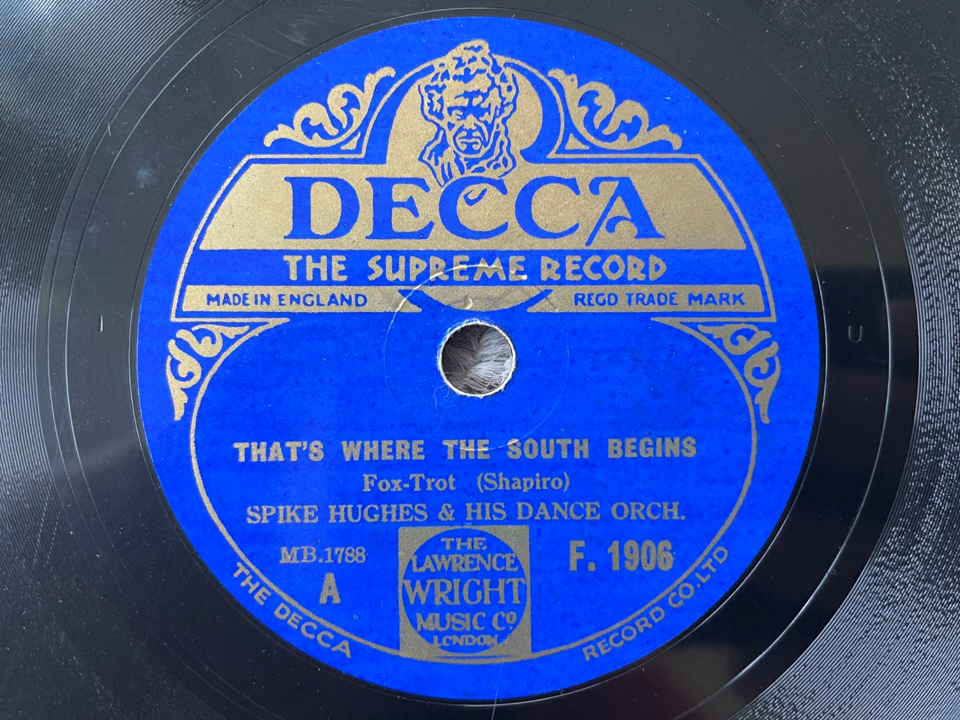 DECCA
THE SUPREME RECORD
MADE IN ENGLAND
REGD TRADE MARK
U
THAT'S WHERE THE SOUTH BEGINS
Fox-Trot (Shapiro)
SPIKE HUGHES & HIS DANCE ORCH.
MB.1788
A
THE
LAWRENCE
WRIGHT
MUSIC CO
LONDON
F. 1906
THE DECCA
RECORD CO. LTD